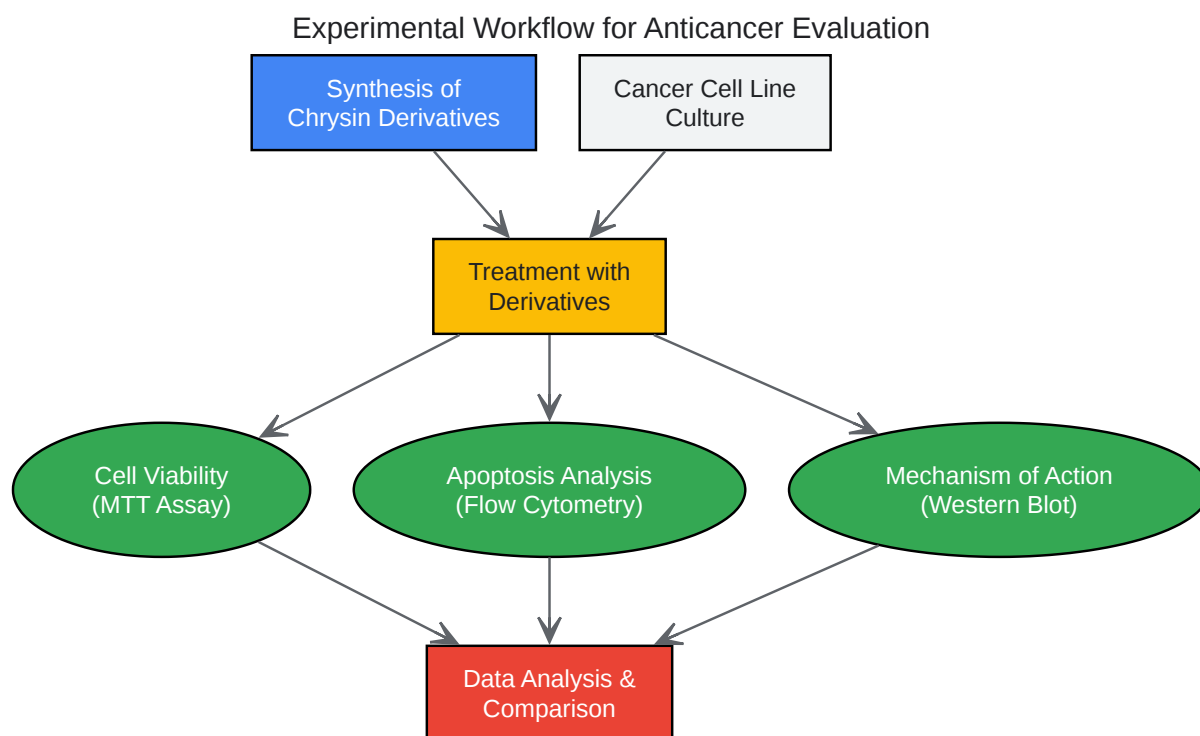 Experimental Workflow for Anticancer Evaluation
Synthesis of
Chrysin Derivatives
Cancer Cell Line
Culture
Treatment with
Derivatives
Cell Viability
(MTT Assay)
Apoptosis Analysis
(Flow Cytometry)
Mechanism of Action
(Western Blot)
Data Analysis &
Comparison